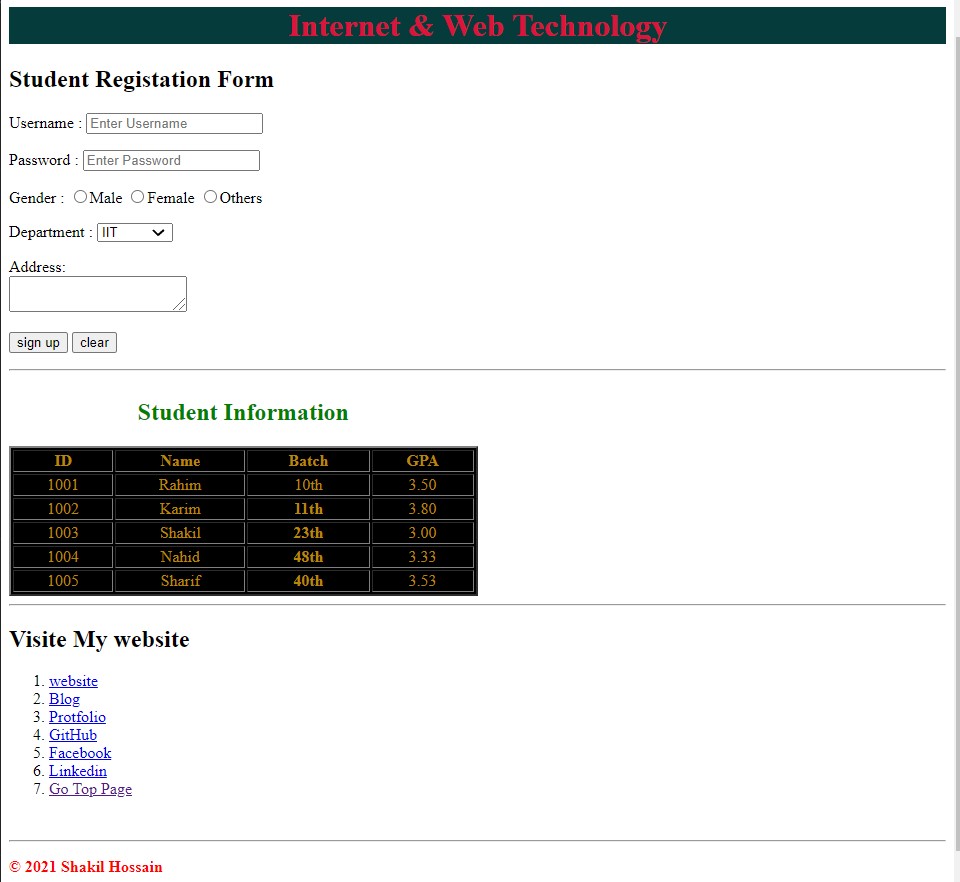 Internet & Web Technology
Student Registation Form
Username : Enter Username
Password : Enter Password
Gender : Male Female Others
Department : IIT
Address:
sign up clear
Student Information
ID Name Batch GPA
1001 Rahim 10th 3.50
1002 Karim 11th 3.80
1003 Shakil 23th 3.00
1004 Nahid 48th 3.33
1005 Sharif 40th 3.53
Visite My website
1. website
2. Blog
3. Protfolio
4. GitHub
5. Facebook
6. Linkedin
7. Go Top Page
© 2021 Shakil Hossain